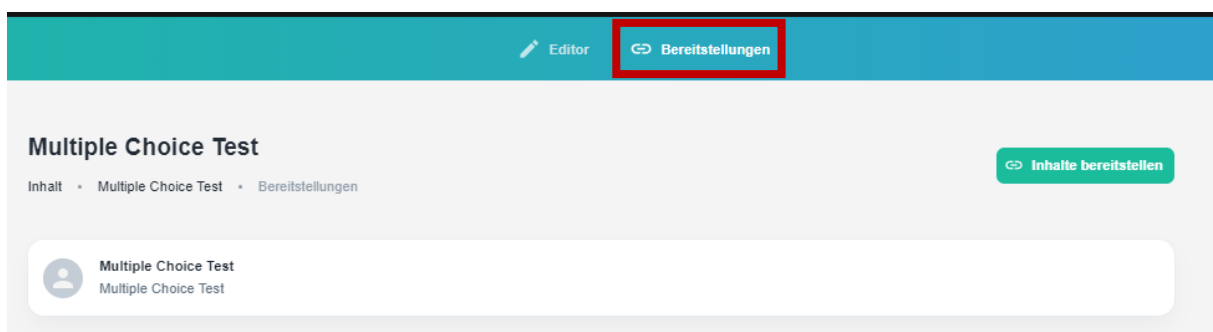 Editor Bereitstellungen
Multiple Choice Test
Inhalte bereitstellen
Inhalt • Multiple Choice Test • Bereitstellungen
Multiple Choice Test
Multiple Choice Test